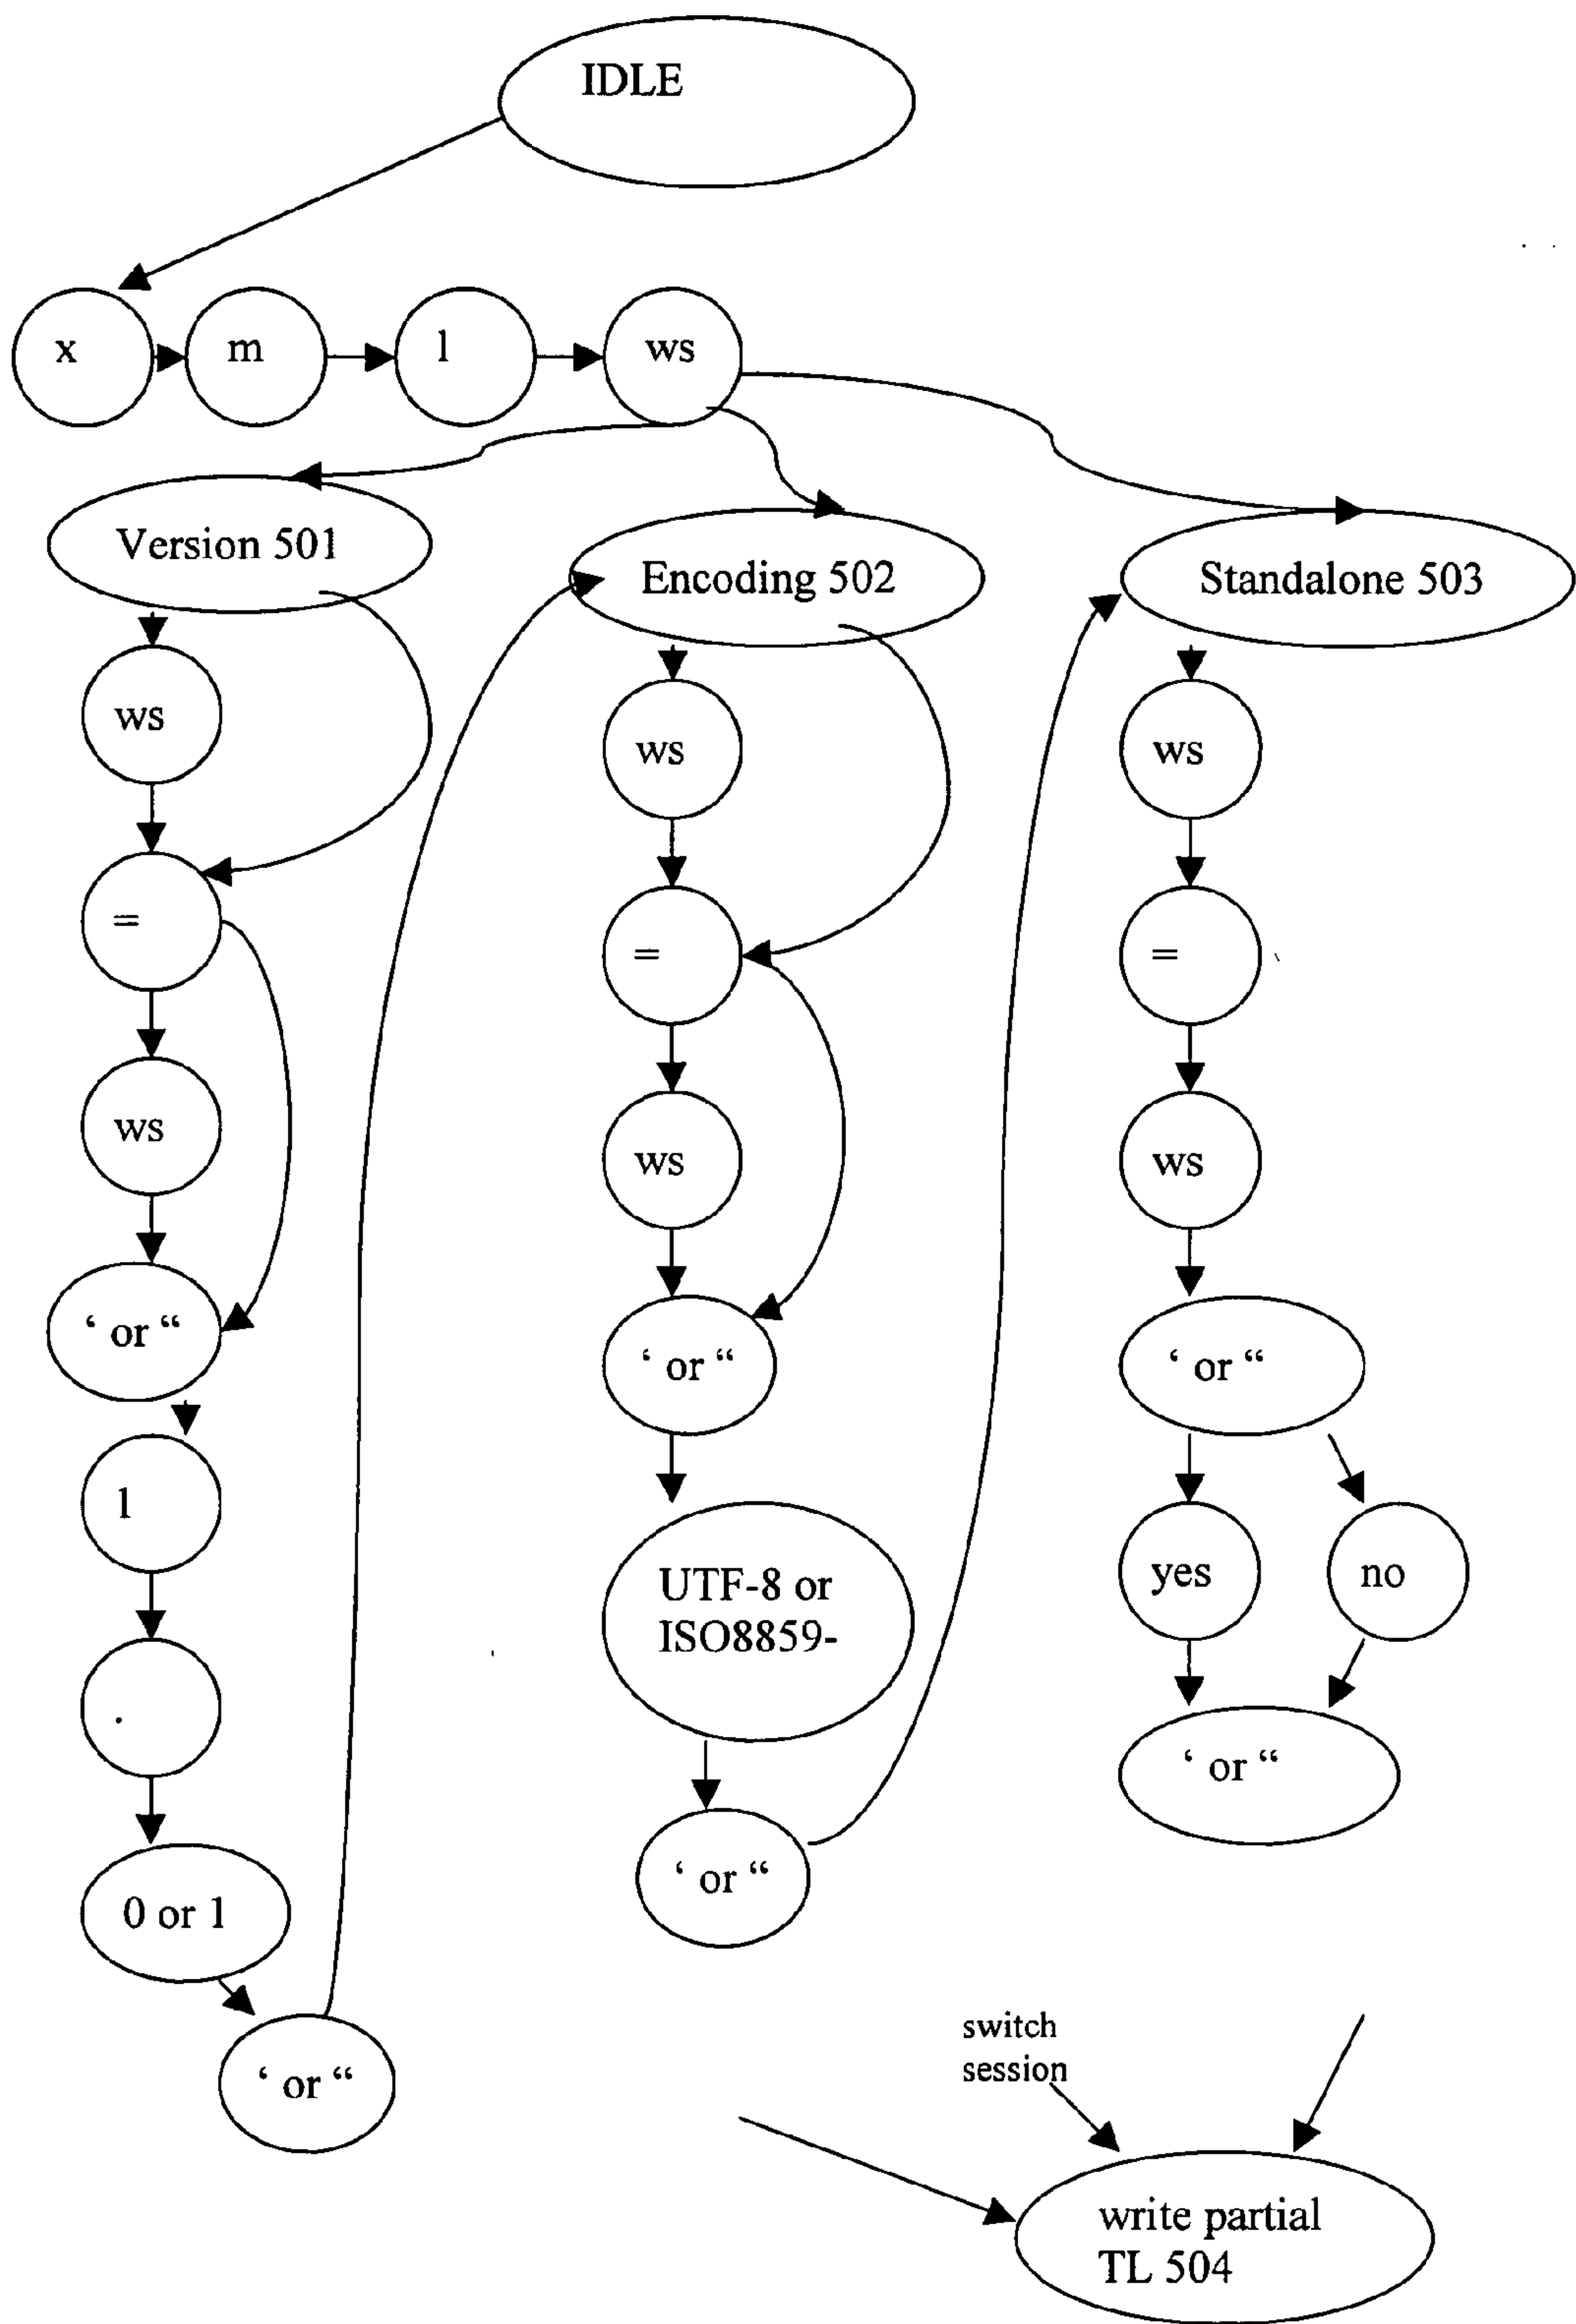 IDLE
x
m
l
ws
Version 501
Encoding 502
Standalone 503
ws
=
ws
‘ or “
1
.
0 or 1
‘ or “
ws
=
ws
‘ or “
UTF-8 or
ISO8859-
‘ or “
ws
=
ws
‘ or “
yes
no
‘ or “
switch
session
write partial
TL 504